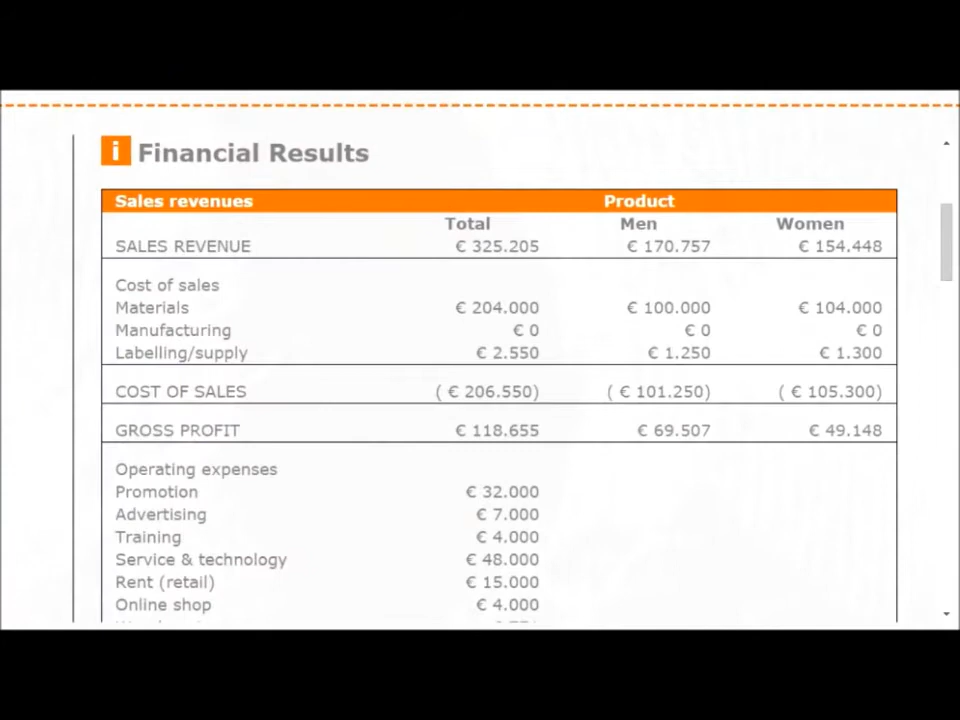 i Financial Results
Sales revenues Product
Total Men Women
SALES REVENUE € 325.205 € 170.757 € 154.448
Cost of sales
Materials € 204.000 € 100.000 € 104.000
Manufacturing € 0 € 0 € 0
Labelling/supply € 2.550 € 1.250 € 1.300
COST OF SALES ( € 206.550) ( € 101.250) ( € 105.300)
GROSS PROFIT € 118.655 € 69.507 € 49.148
Operating expenses
Promotion € 32.000
Advertising € 7.000
Training € 4.000
Service & technology € 48.000
Rent (retail) € 15.000
Online shop € 4.000